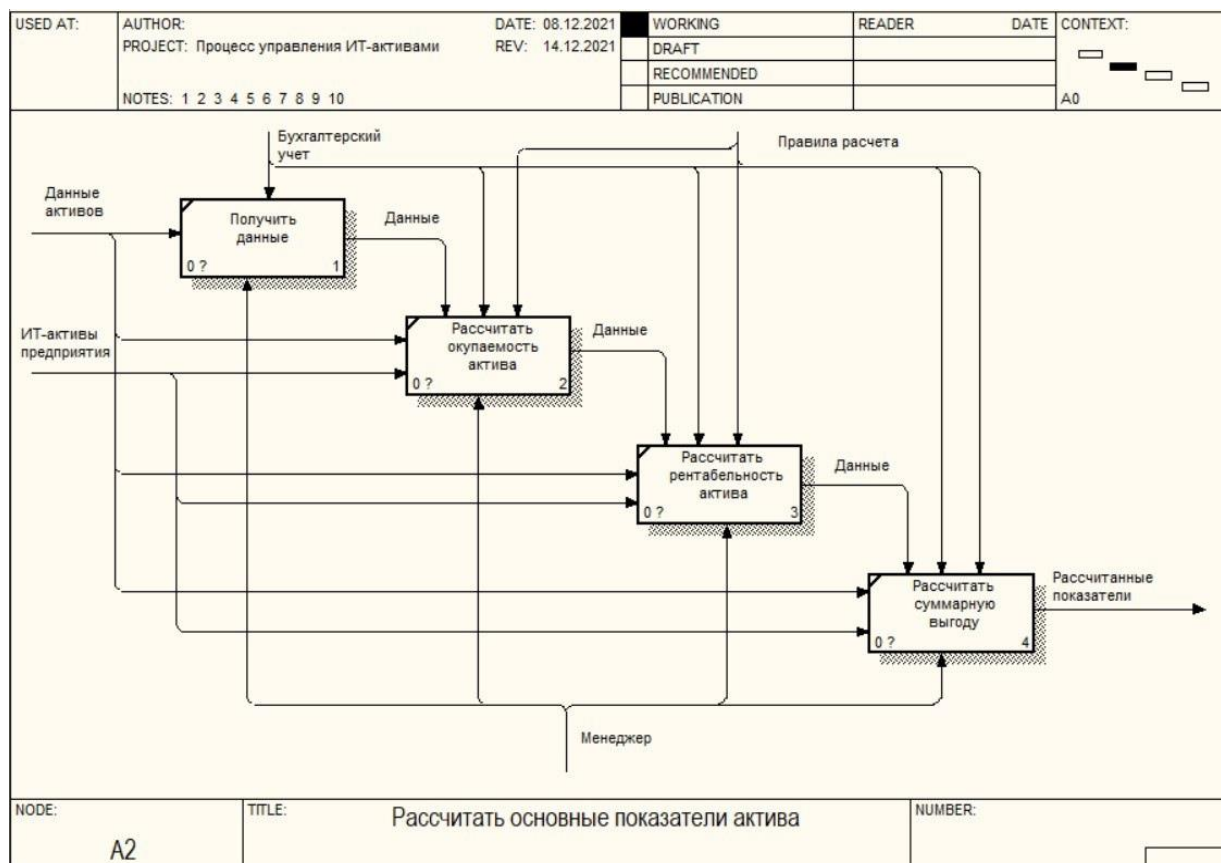 USED AT:
AUTHOR:
DATE: 08.12.2021
PROJECT: Процесс управления ИТ-активами
REV: 14.12.2021
NOTES: 1 2 3 4 5 6 7 8 9 10
WORKING
DRAFT
RECOMMENDED
PUBLICATION
READER
DATE
CONTEXT:
A0
Бухгалтерский
учет
Правила расчета
Данные
активов
Получить
данные
0 ?
1
Данные
ИТ-активы
предприятия
Рассчитать
окупаемость
актива
0 ?
2
Данные
Рассчитать
рентабельность
актива
0 ?
3
Данные
Рассчитать
суммарную
выгоду
0 ?
4
Рассчитанные
показатели
Менеджер
NODE:
A2
TITLE:
Рассчитать основные показатели актива
NUMBER: